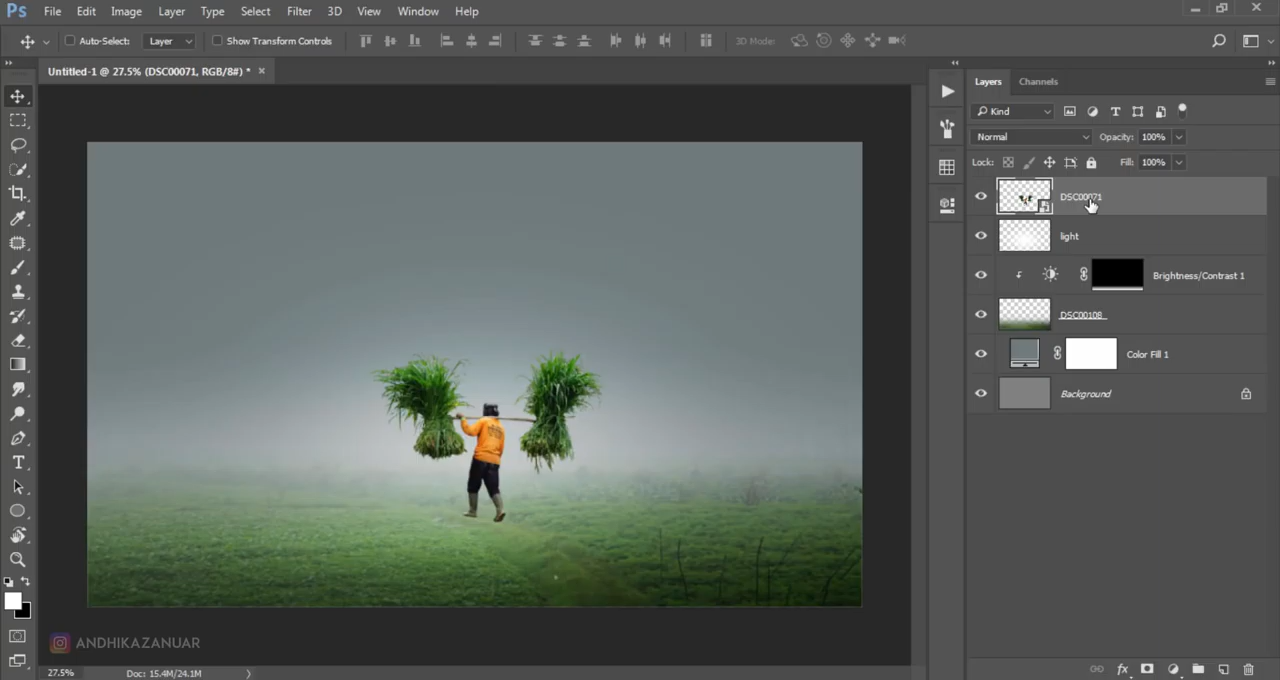 Ps File Edit Image Layer Type Select Filter 3D View Window Help
Auto-Select: Layer Show Transform Controls 3D Mode:
Untitled-1 @ 27.5% (DSC00071, RGB/8#) * ×
Layers Channels
Kind
Normal Opacity: 100%
Lock: Fill: 100%
DSC00071
light
Brightness/Contrast 1
DSC00108
Color Fill 1
Background
ANDHIKAZANUAR
27.5% Doc: 15.4M/24.1M